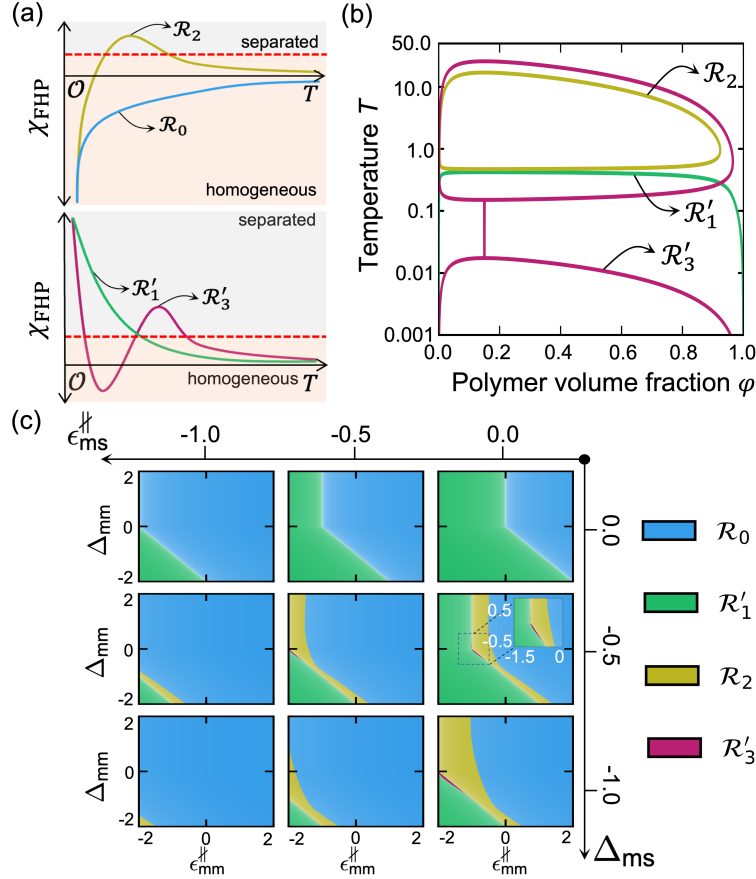 (a)
χFHP
R₂
separated
O
T
R₀
homogeneous
separated
χFHP
R′₁
R′₃
O
homogeneous
T
(b)
Temperature T
50.0
10.0
1.0
0.1
0.01
0.001
R₂
R′₁
R′₃
0.0 0.2 0.4 0.6 0.8 1.0
Polymer volume fraction φ
(c)
ϵ∦ms
-1.0 -0.5 0.0
Δmm
2
0
-2
0.0
Δmm
2
0
-2
0.5
-0.5
-1.5 0
-0.5
Δmm
2
0
-2
-1.0
-2 0 2
-2 0 2
-2 0 2
ϵ∦mm
ϵ∦mm
ϵ∦mm
Δms
R₀
R′₁
R₂
R′₃